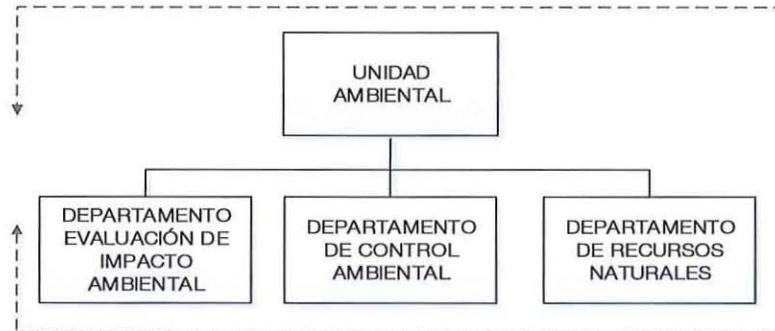 UNIDAD
AMBIENTAL
DEPARTAMENTO
EVALUACIÓN DE
IMPACTO
AMBIENTAL
DEPARTAMENTO
DE CONTROL
AMBIENTAL
DEPARTAMENTO
DE RECURSOS
NATURALES